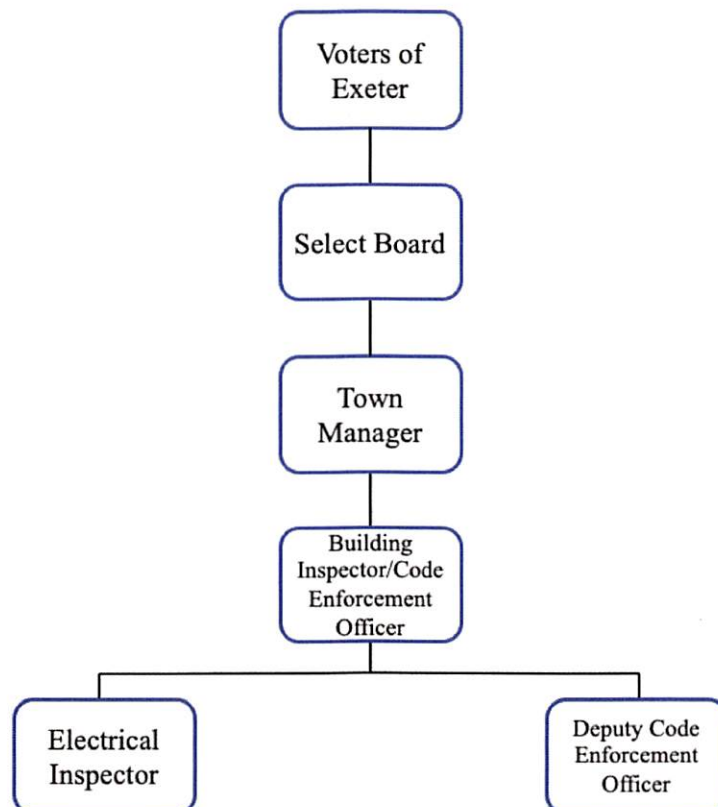 Voters of
Exeter
Select Board
Town
Manager
Building
Inspector/Code
Enforcement
Officer
Electrical
Inspector
Deputy Code
Enforcement
Officer